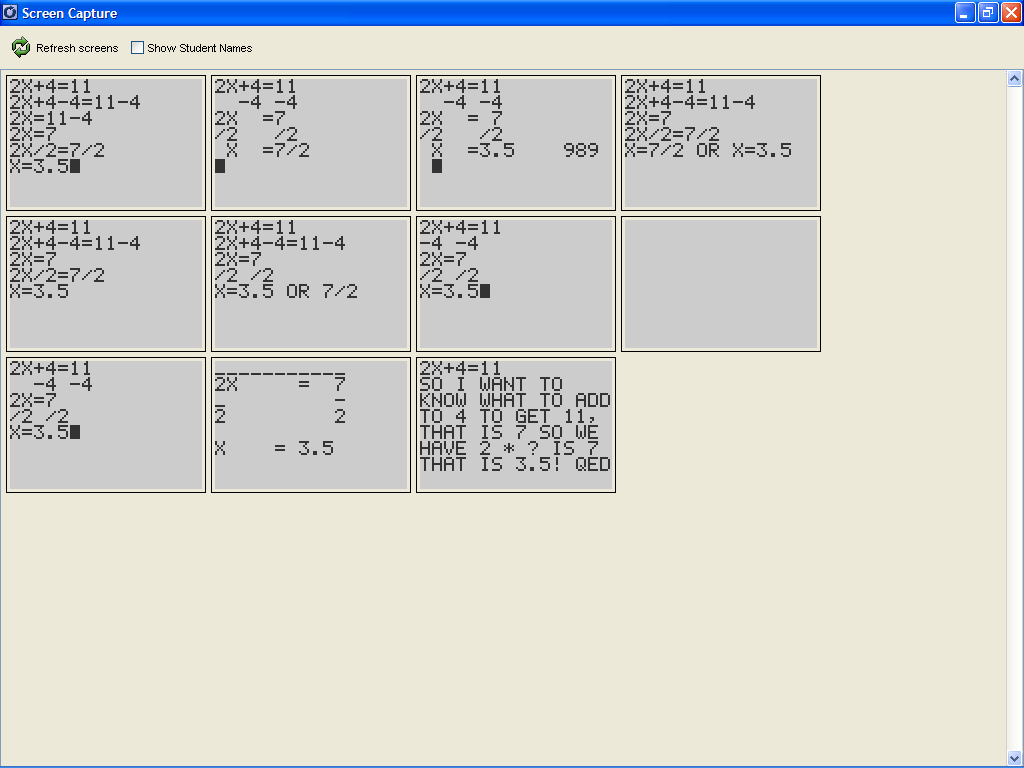 Screen Capture
Refresh screens Show Student Names
2X+4=11
2X+4-4=11-4
2X=11-4
2X=7
2X/2=7/2
X=3.5
2X+4=11
-4 -4
2X =7
/2 /2
X =7/2
2X+4=11
-4 -4
2X = 7
/2 /2
X =3.5 989
2X+4=11
2X+4-4=11-4
2X=7
2X/2=7/2
X=7/2 OR X=3.5
2X+4=11
2X+4-4=11-4
2X=7
2X/2=7/2
X=3.5
2X+4=11
2X+4-4=11-4
2X=7
/2 /2
X=3.5 OR 7/2
2X+4=11
-4 -4
2X=7
/2 /2
X=3.5
2X+4=11
-4 -4
2X=7
/2 /2
X=3.5
___________
2X = 7
_ -
2 2
X = 3.5
2X+4=11
SO I WANT TO
KNOW WHAT TO ADD
TO 4 TO GET 11,
THAT IS 7 SO WE
HAVE 2 * ? IS 7
THAT IS 3.5! QED